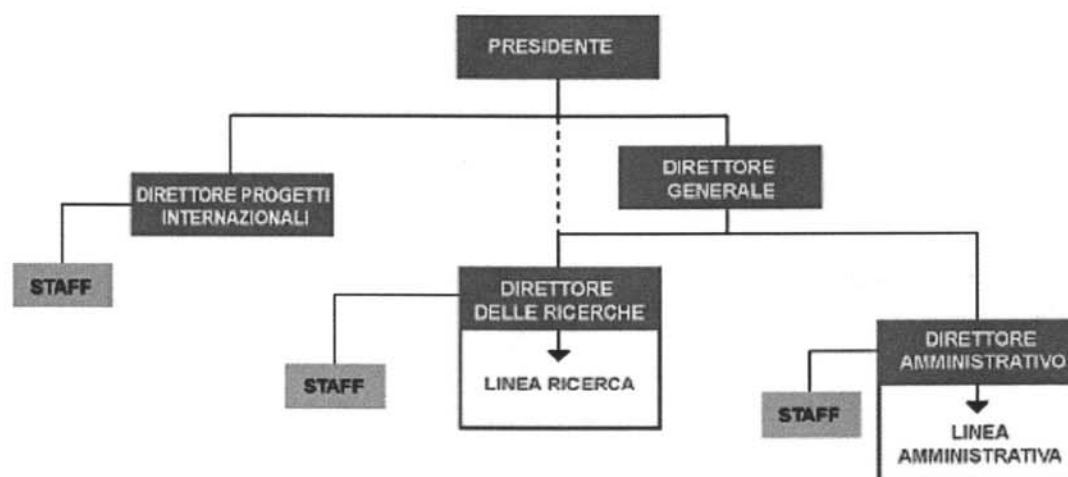 PRESIDENTE
DIRETTORE
GENERALE
DIRETTORE PROGETTI
INTERNAZIONALI
STAFF
DIRETTORE
DELLE RICERCHE
LINEA RICERCA
STAFF
DIRETTORE
AMMINISTRATIVO
LINEA
AMMINISTRATIVA
STAFF